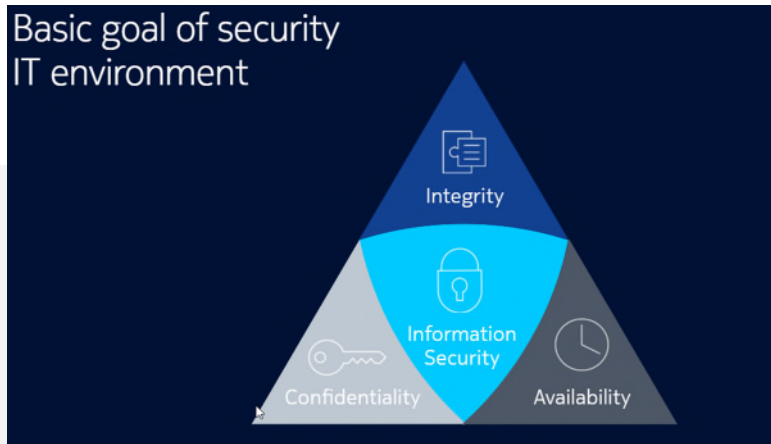 Basic goal of security
IT environment
Integrity
Information
Security
Confidentiality
Availability